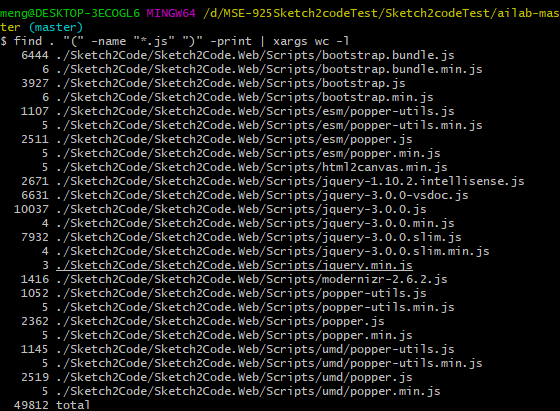 meng@DESKTOP-3ECOGL6 MINGW64 /d/MSE-925Sketch2codeTest/Sketch2codeTest/ailab-mas
ter (master)
$ find . "(" -name "*.js" ")" -print | xargs wc -l
6444 ./Sketch2Code/Sketch2Code.Web/Scripts/bootstrap.bundle.js
6 ./Sketch2Code/Sketch2Code.Web/Scripts/bootstrap.bundle.min.js
3927 ./Sketch2Code/Sketch2Code.Web/Scripts/bootstrap.js
6 ./Sketch2Code/Sketch2Code.Web/Scripts/bootstrap.min.js
1107 ./Sketch2Code/Sketch2Code.Web/Scripts/esm/popper-utils.js
5 ./Sketch2Code/Sketch2Code.Web/Scripts/esm/popper-utils.min.js
2511 ./Sketch2Code/Sketch2Code.Web/Scripts/esm/popper.js
5 ./Sketch2Code/Sketch2Code.Web/Scripts/esm/popper.min.js
5 ./Sketch2Code/Sketch2Code.Web/Scripts/html2canvas.min.js
2671 ./Sketch2Code/Sketch2Code.Web/Scripts/jquery-1.10.2.intellisense.js
6631 ./Sketch2Code/Sketch2Code.Web/Scripts/jquery-3.0.0-vsdoc.js
10037 ./Sketch2Code/Sketch2Code.Web/Scripts/jquery-3.0.0.js
4 ./Sketch2Code/Sketch2Code.Web/Scripts/jquery-3.0.0.min.js
7932 ./Sketch2Code/Sketch2Code.Web/Scripts/jquery-3.0.0.slim.js
4 ./Sketch2Code/Sketch2Code.Web/Scripts/jquery-3.0.0.slim.min.js
3 ./Sketch2Code/Sketch2Code.Web/Scripts/jquery.min.js
1416 ./Sketch2Code/Sketch2Code.Web/Scripts/modernizr-2.6.2.js
1052 ./Sketch2Code/Sketch2Code.Web/Scripts/popper-utils.js
5 ./Sketch2Code/Sketch2Code.Web/Scripts/popper-utils.min.js
2362 ./Sketch2Code/Sketch2Code.Web/Scripts/popper.js
5 ./Sketch2Code/Sketch2Code.Web/Scripts/popper.min.js
1145 ./Sketch2Code/Sketch2Code.Web/Scripts/umd/popper-utils.js
5 ./Sketch2Code/Sketch2Code.Web/Scripts/umd/popper-utils.min.js
2519 ./Sketch2Code/Sketch2Code.Web/Scripts/umd/popper.js
5 ./Sketch2Code/Sketch2Code.Web/Scripts/umd/popper.min.js
49812 total